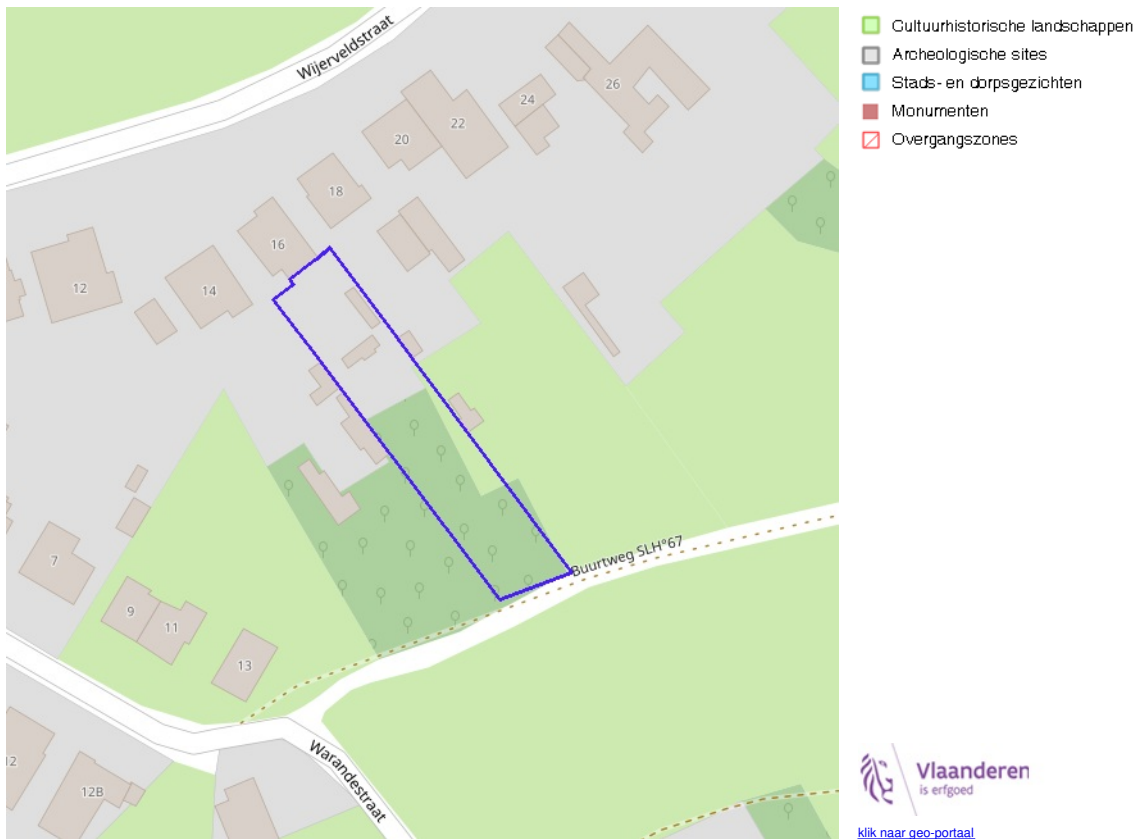 Wijerveldstraat
26
24
22
20
18
16
14
12
7
9
11
13
12
12B
Buurtweg SLH°67
Warandestraat
Cultuurhistorische landschappen
Archeologische sites
Stads- en dorpsgezichten
Monumenten
Overgangszones
Vlaanderen
is erfgoed
klik naar geo-portaal